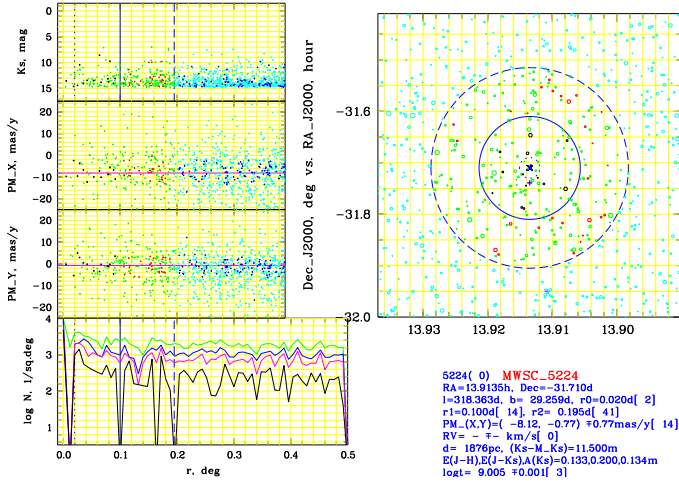 0
5
10
15
Ks, mag
20
10
0
−10
−20
PM_X, mas/y
20
10
0
−10
−20
PM_Y, mas/y
4
3
2
1
log N, 1/sq.deg
0.0
0.1
0.2
0.3
0.4
0.5
r, deg
Dec_J2000, deg vs. RA_J2000, hour
−31.6
−31.8
−32.0
13.93
13.92
13.91
13.90
5224( 0) MWSC_5224
RA=13.9135h, Dec=−31.710d
l=318.363d, b= 29.259d, r0=0.020d[ 2]
r1=0.100d[ 14], r2= 0.195d[ 41]
PM_(X,Y)=( −8.12, −0.77) ∓0.77mas/y[ 14]
RV= − ∓− km/s[ 0]
d= 1876pc, (Ks−M_Ks)=11.500m
E(J−H),E(J−Ks),A(Ks)=0.133,0.200,0.134m
logt= 9.005 ∓0.001[ 3]